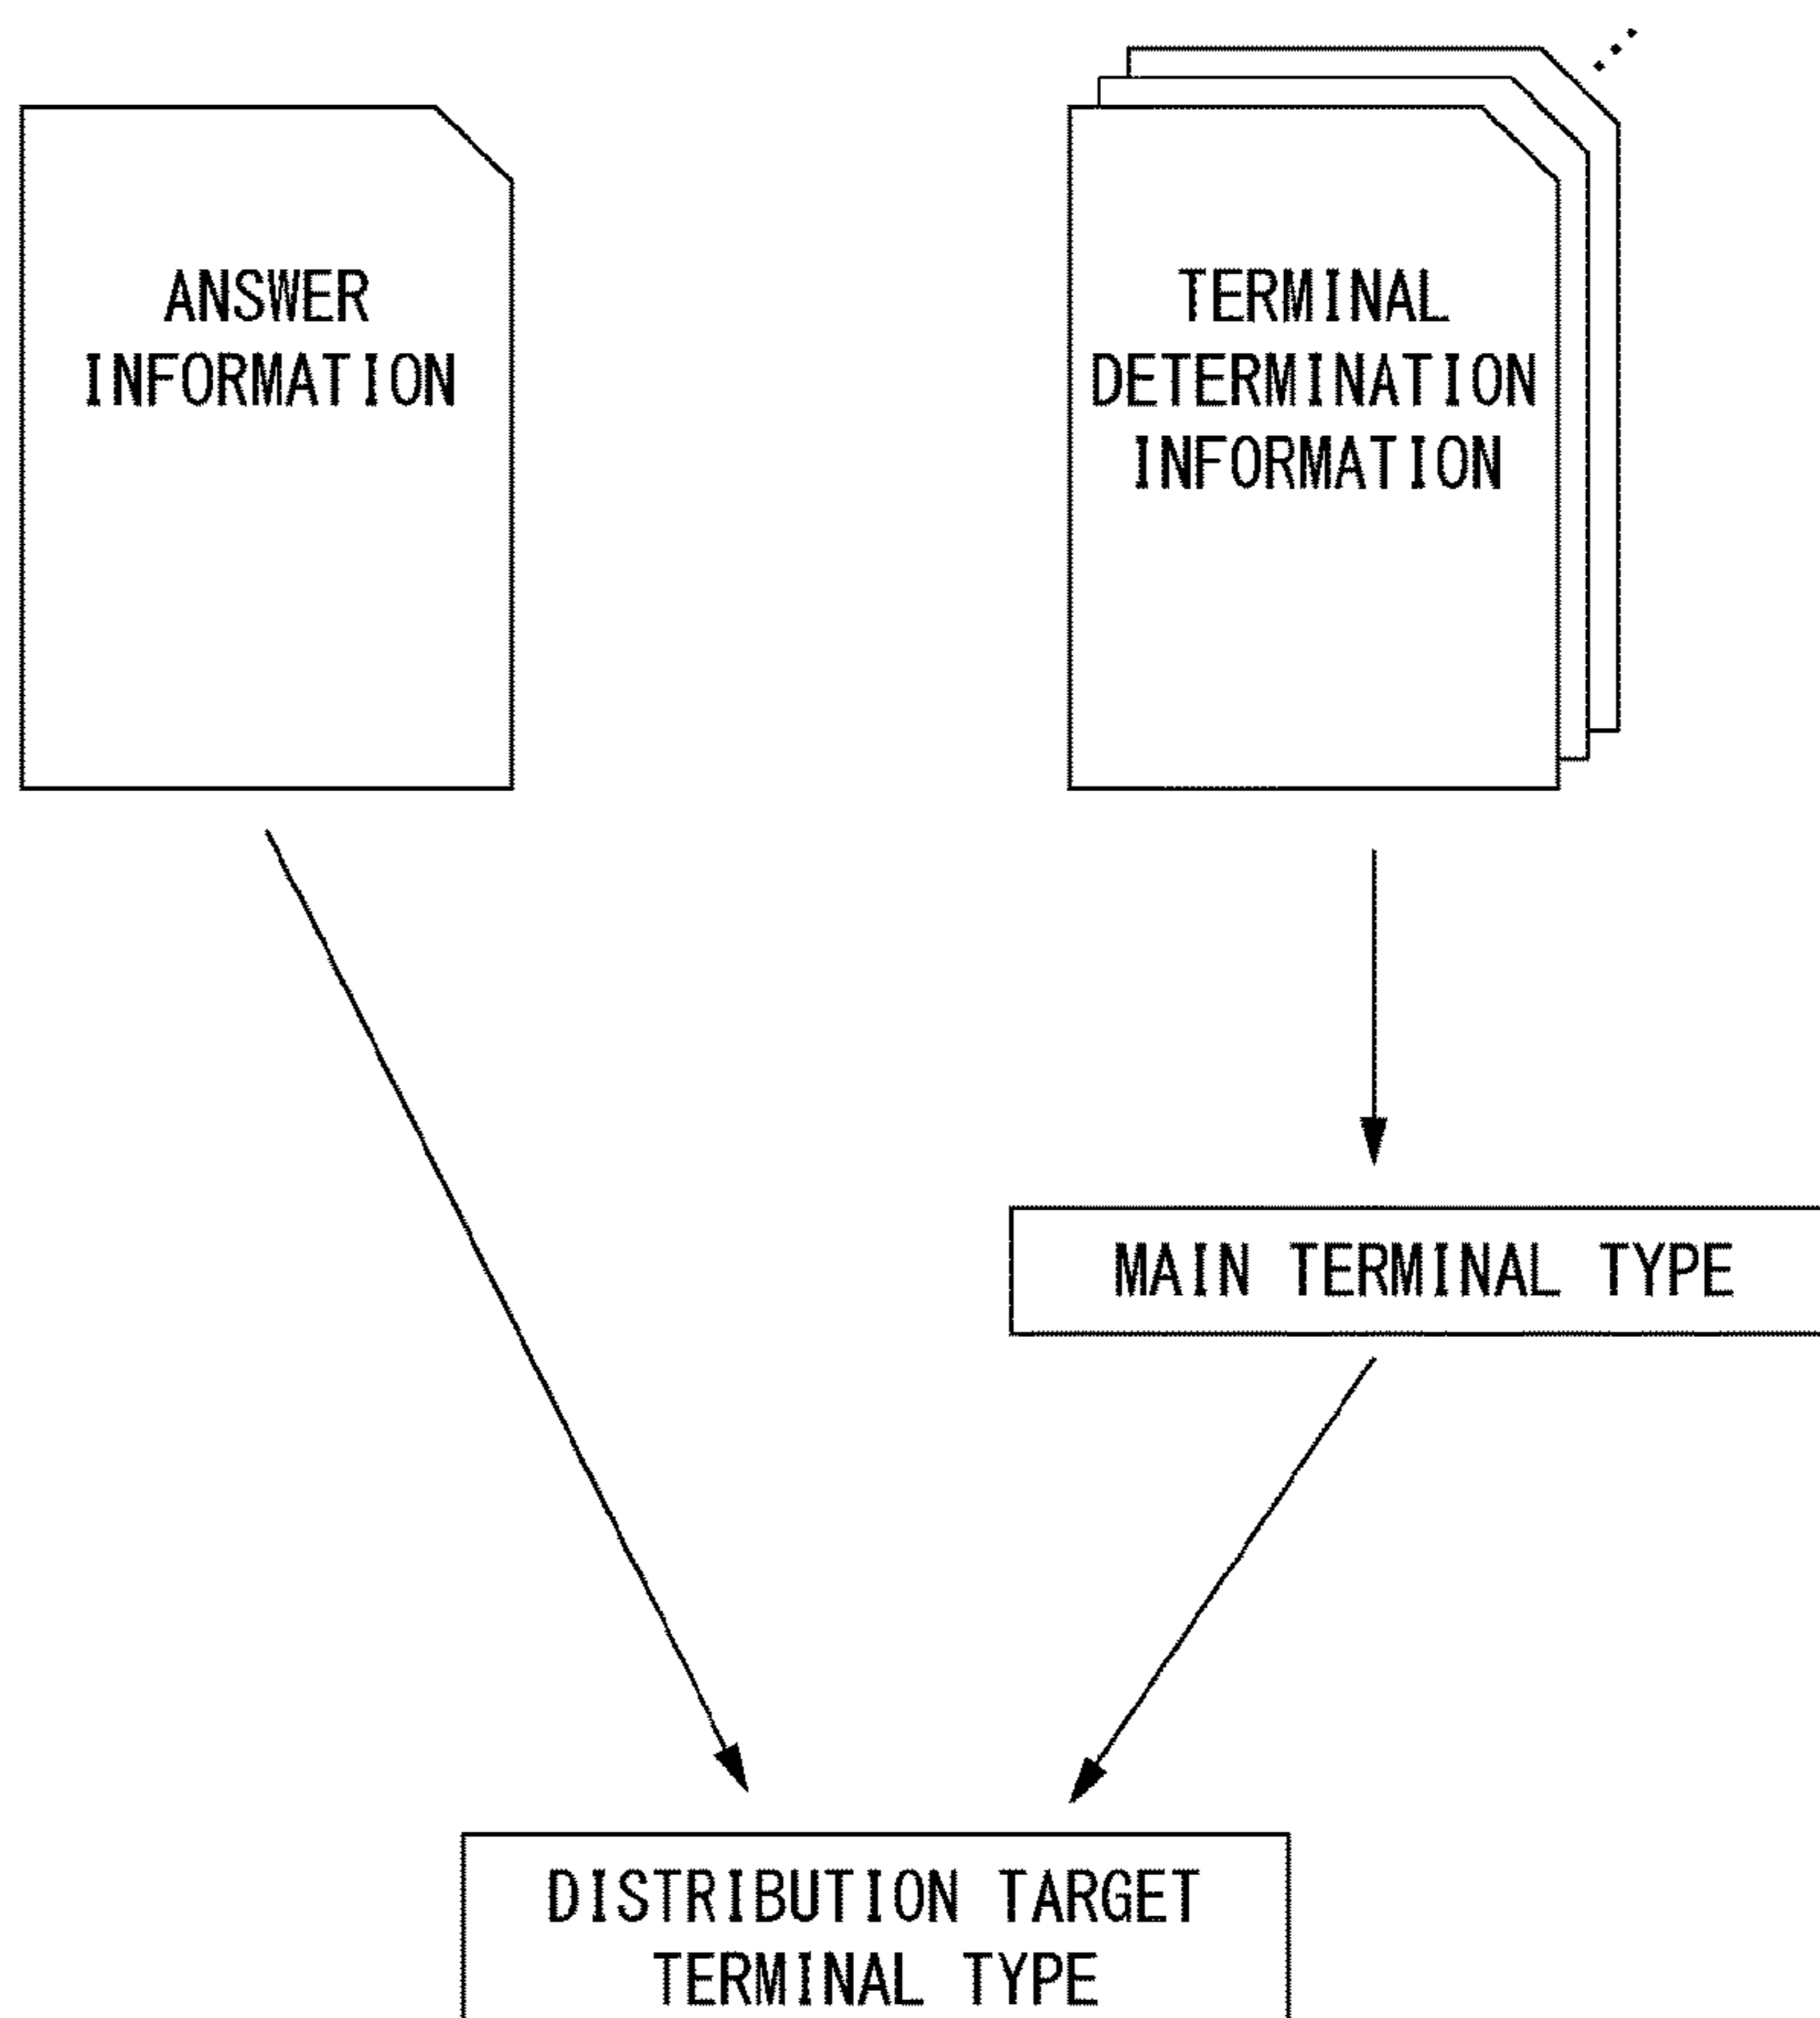 ANSWER
INFORMATION
TERMINAL
DETERMINATION
INFORMATION
MAIN TERMINAL TYPE
DISTRIBUTION TARGET
TERMINAL TYPE